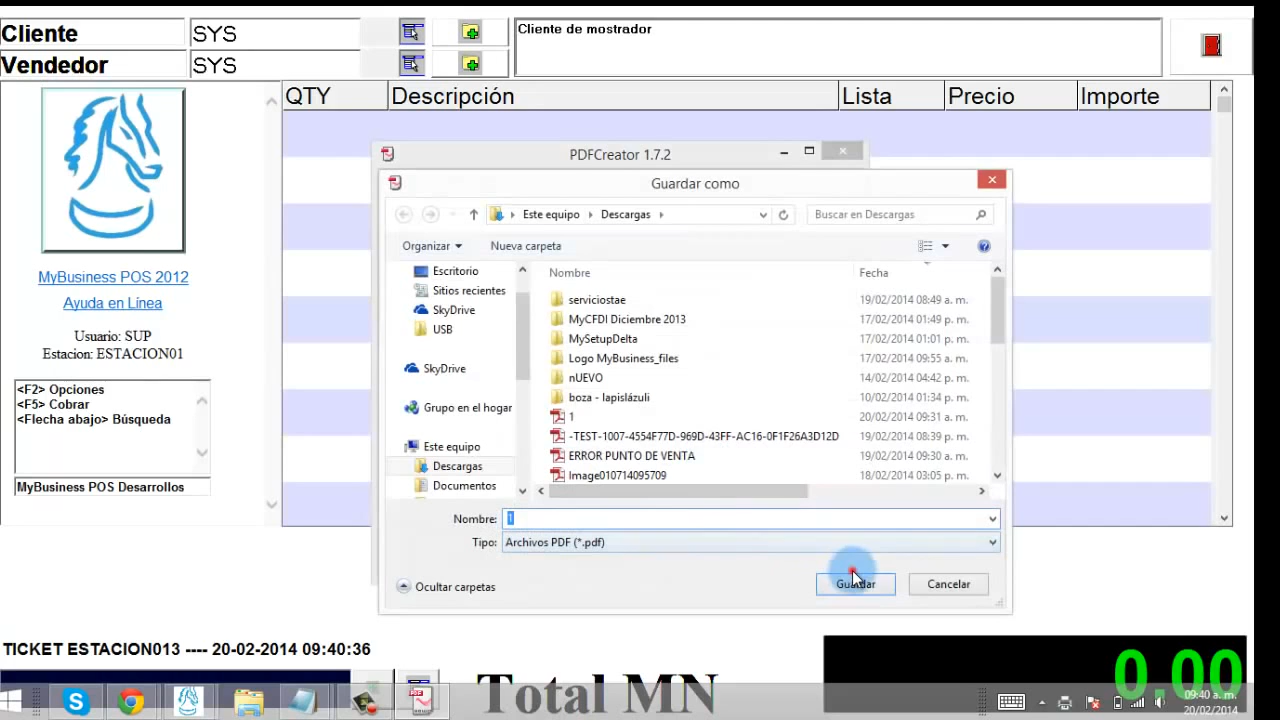 Cliente
SYS
Cliente de mostrador
Vendedor
SYS
QTY
Descripción
Lista
Precio
Importe
MyBusiness POS 2012
Ayuda en Línea
Usuario: SUP
Estacion: ESTACION01
<F2> Opciones
<F5> Cobrar
<Flecha abajo> Búsqueda
MyBusiness POS Desarrollos
PDFCreator 1.7.2
Guardar como
Este equipo
Descargas
Buscar en Descargas
Organizar
Nueva carpeta
Escritorio
Sitios recientes
SkyDrive
USB
SkyDrive
Grupo en el hogar
Este equipo
Descargas
Documentos
Nombre
Fecha
serviciostae 19/02/2014 08:49 a. m.
MyCFDI Diciembre 2013 17/02/2014 01:49 p. m.
MySetupDelta 17/02/2014 01:01 p. m.
Logo MyBusiness_files 17/02/2014 09:55 a. m.
nUEVO 14/02/2014 04:42 p. m.
boza - lapislázuli 10/02/2014 01:34 p. m.
1 20/02/2014 09:31 a. m.
-TEST-1007-4554F77D-969D-43FF-AC16-0F1F26A3D12D 19/02/2014 08:39 p. m.
ERROR PUNTO DE VENTA 19/02/2014 09:30 a. m.
Image010714095709 18/02/2014 03:05 p. m.
Nombre: 1
Tipo: Archivos PDF (*.pdf)
Ocultar carpetas
Guardar
Cancelar
TICKET ESTACION013 ---- 20-02-2014 09:40:36
Total MN
0.00
09:40 a. m.
20/02/2014